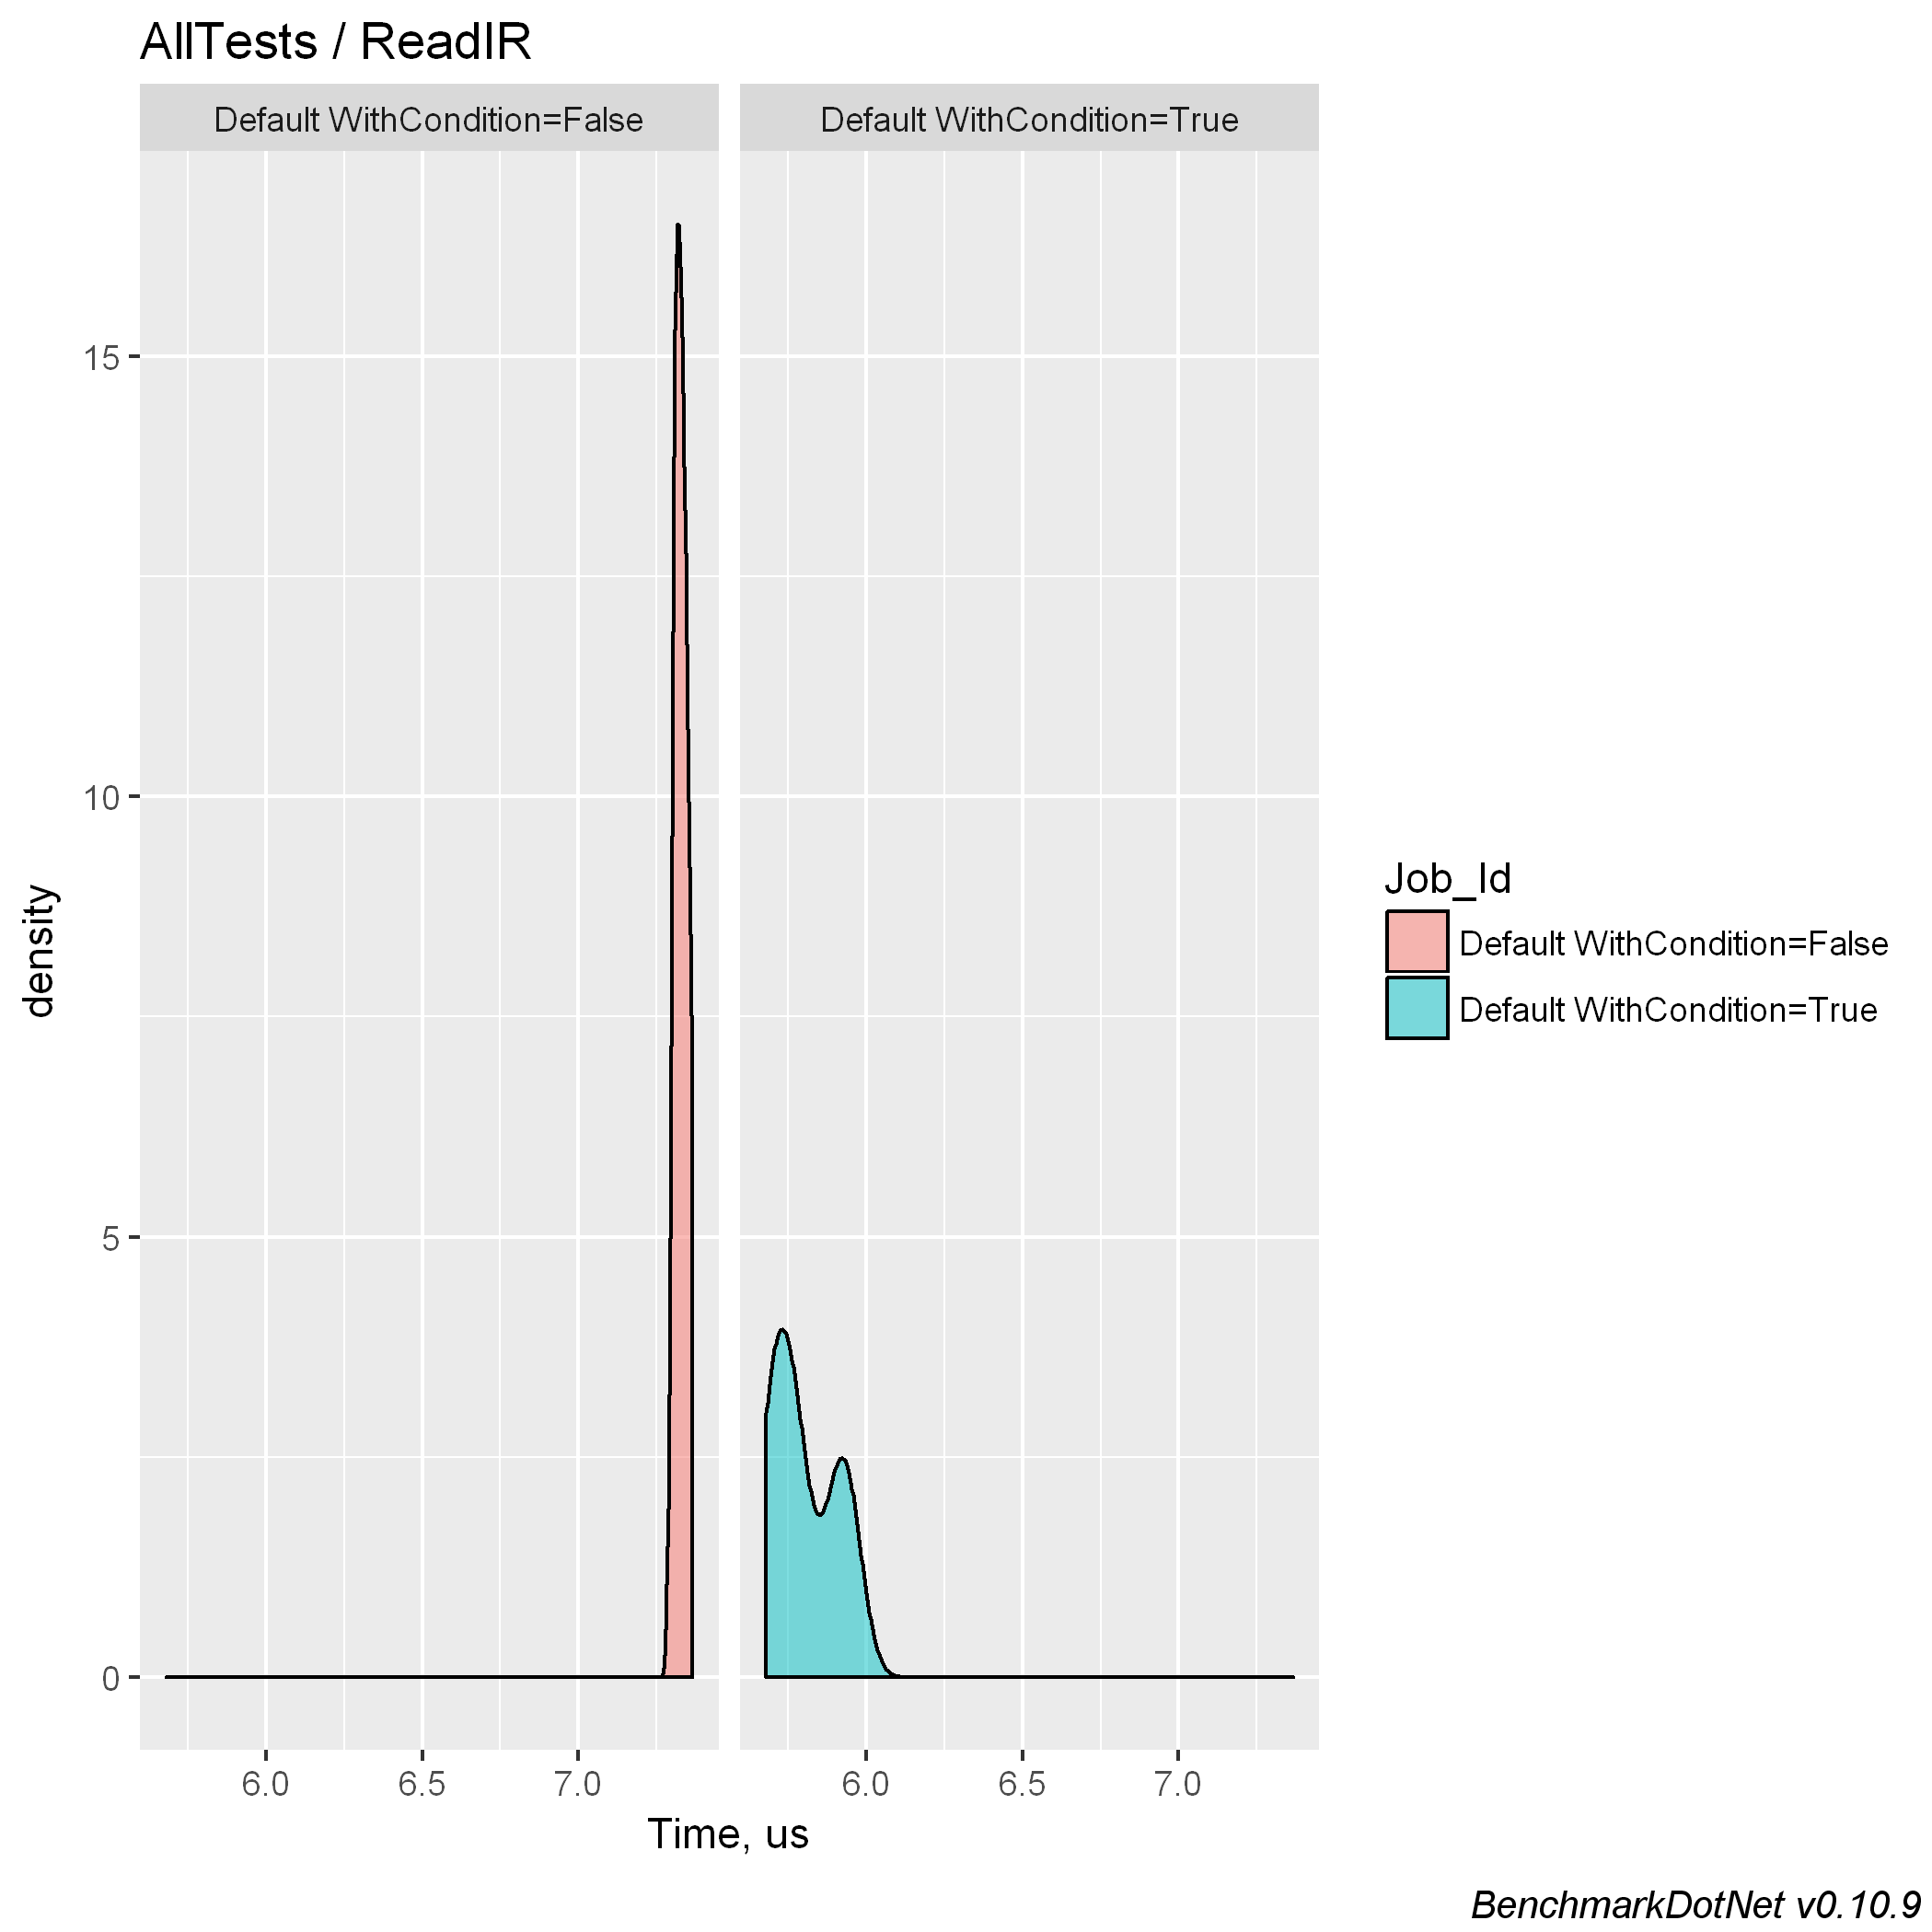 AllTests / ReadIR
Default WithCondition=False
Default WithCondition=True
15
10
5
0
density
6.0 6.5 7.0 6.0 6.5 7.0
Time, us
Job_Id
Default WithCondition=False
Default WithCondition=True
BenchmarkDotNet v0.10.9